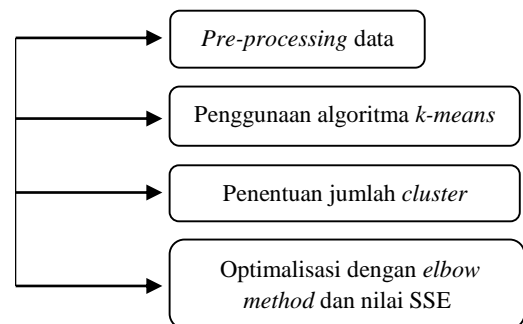 Pre-processing data
Penggunaan algoritma k-means
Penentuan jumlah cluster
Optimalisasi dengan elbow
method dan nilai SSE